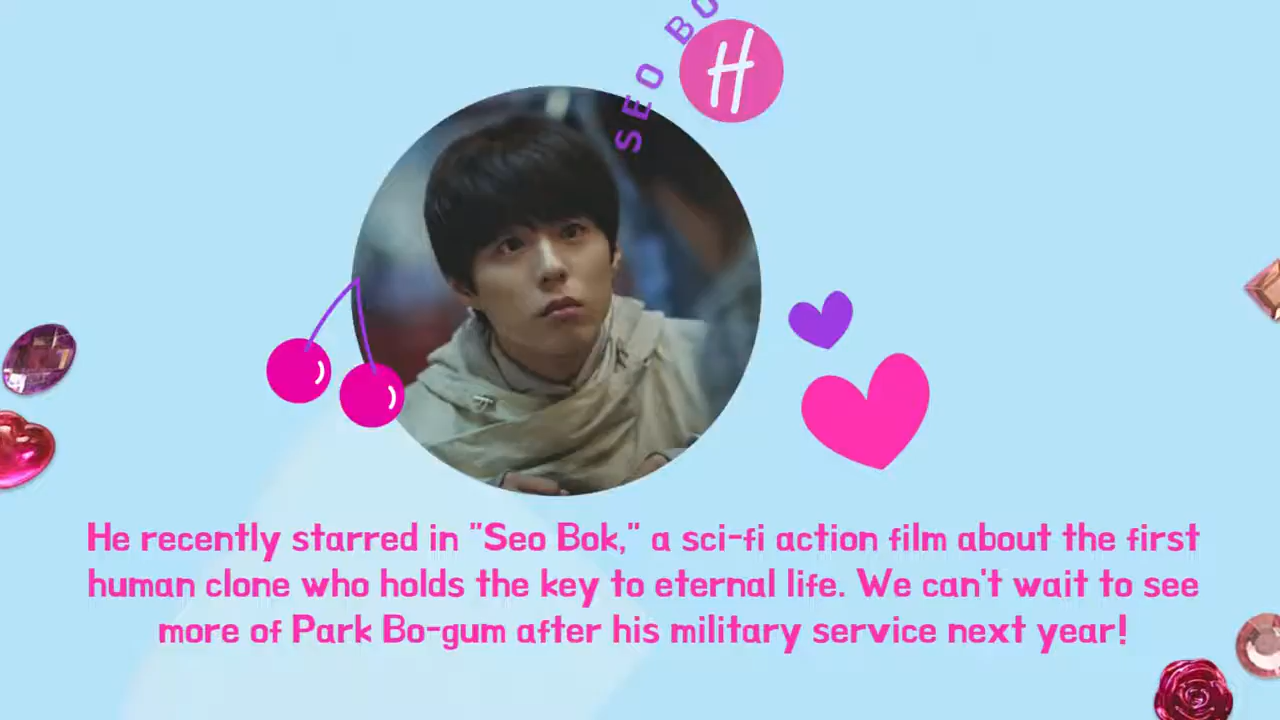 SEO BO
H
He recently starred in "Seo Bok," a sci-fi action film about the first
human clone who holds the key to eternal life. We can't wait to see
more of Park Bo-gum after his military service next year!